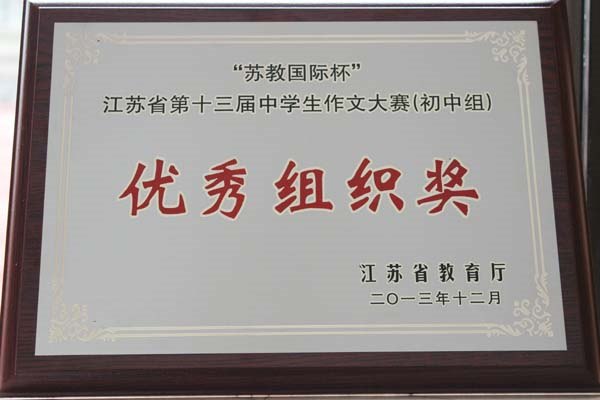 “苏教国际杯”
江苏省第十三届中学生作文大赛(初中组)
优秀组织奖
江苏省教育厅
二〇一三年十二月